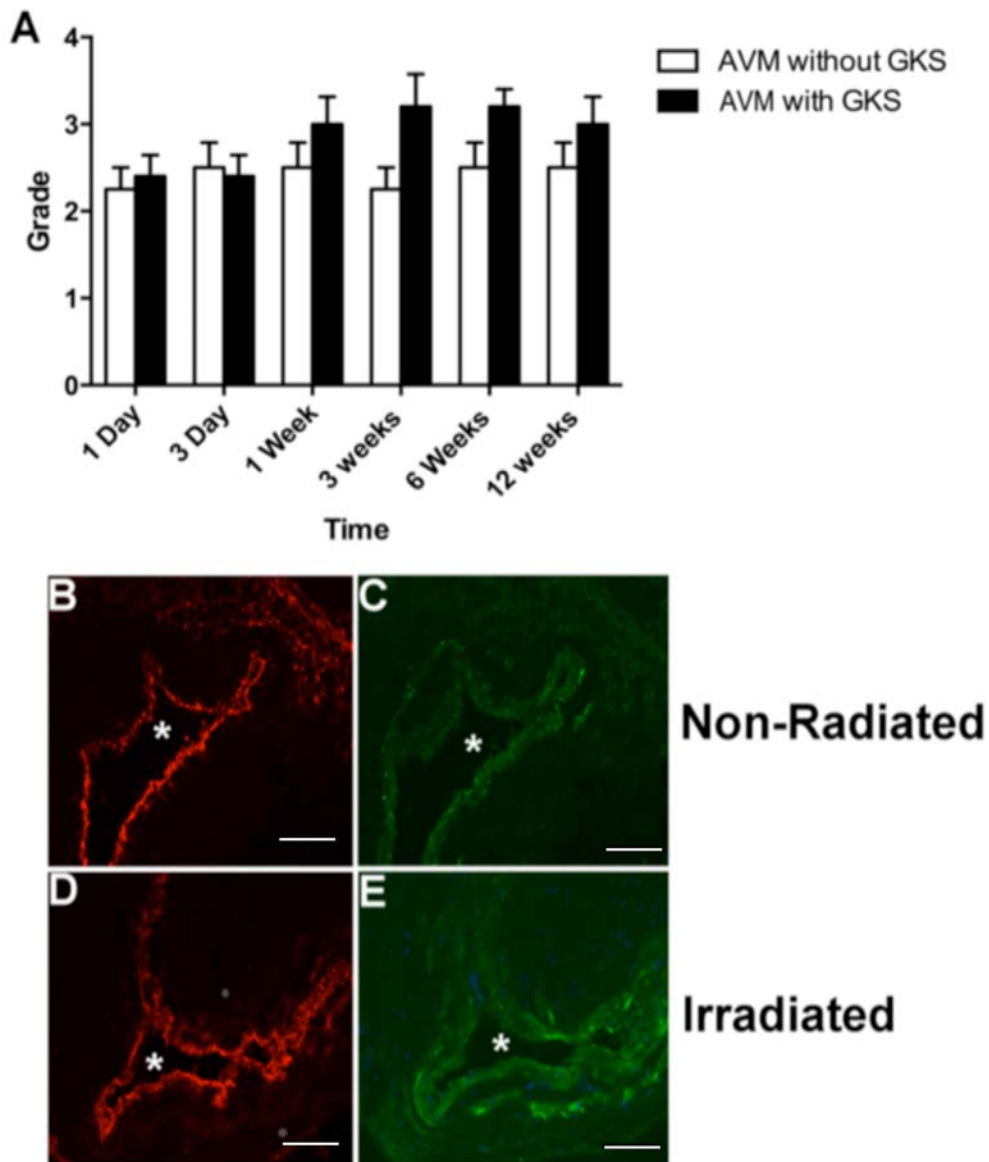 A
4
3
2
1
0
Grade
1 Day
3 Day
1 Week
3 weeks
6 Weeks
12 weeks
Time
AVM without GKS
AVM with GKS
B
C
*
*
Non-Radiated
D
E
*
*
Irradiated